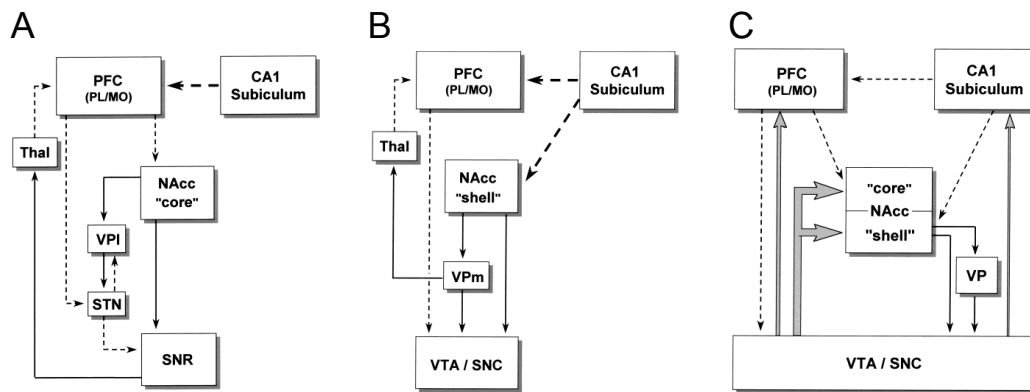 A
PFC
(PL/MO)
CA1
Subiculum
Thal
NAcc
"core"
VPl
STN
SNR
B
PFC
(PL/MO)
CA1
Subiculum
Thal
NAcc
"shell"
VPm
VTA / SNC
C
PFC
(PL/MO)
CA1
Subiculum
"core"
NAcc
"shell"
VP
VTA / SNC